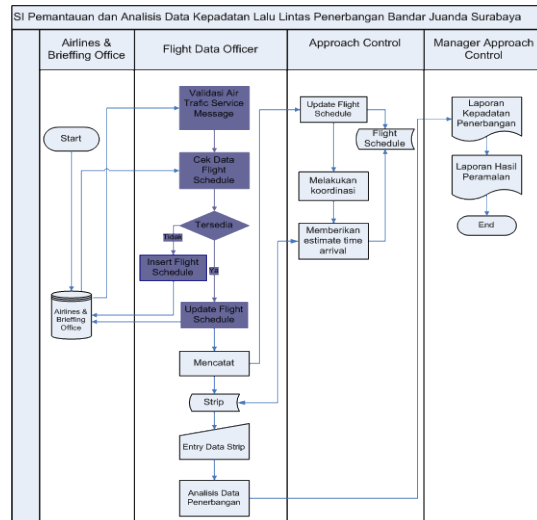 SI Pemantauan dan Analisis Data Kepadatan Lalu Lintas Penerbangan Bandar Juanda Surabaya
Airlines &
Brieffing Office
Flight Data Officer
Approach Control
Manager Approach
Control
Start
Airlines &
Brieffing
Office
Validasi Air
Trafic Service
Message
Cek Data
Flight
Schedule
Tersedia
Tidak
Insert Flight
Schedule
Ya
Update Flight
Schedule
Mencatat
Strip
Entry Data Strip
Analisis Data
Penerbangan
Update Flight
Schedule
Flight
Schedule
Melakukan
koordinasi
Memberikan
estimate time
arrival
Laporan
Kepadatan
Penerbangan
Laporan Hasil
Peramalan
End